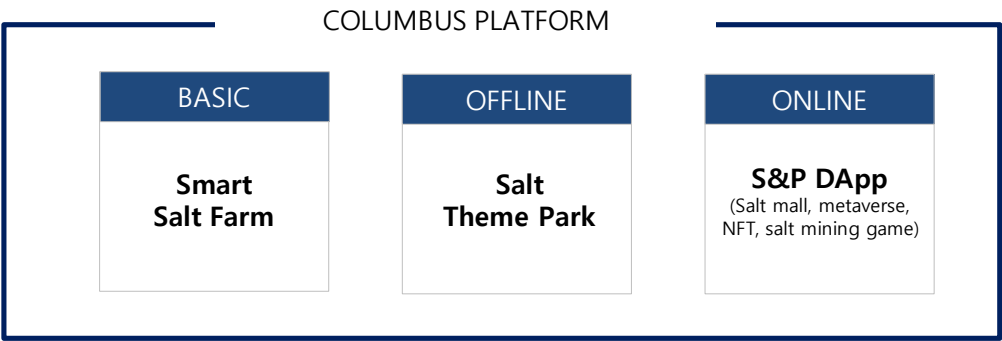 COLUMBUS PLATFORM
BASIC
Smart
Salt Farm
OFFLINE
Salt
Theme Park
ONLINE
S&P DApp
(Salt mall, metaverse,
NFT, salt mining game)